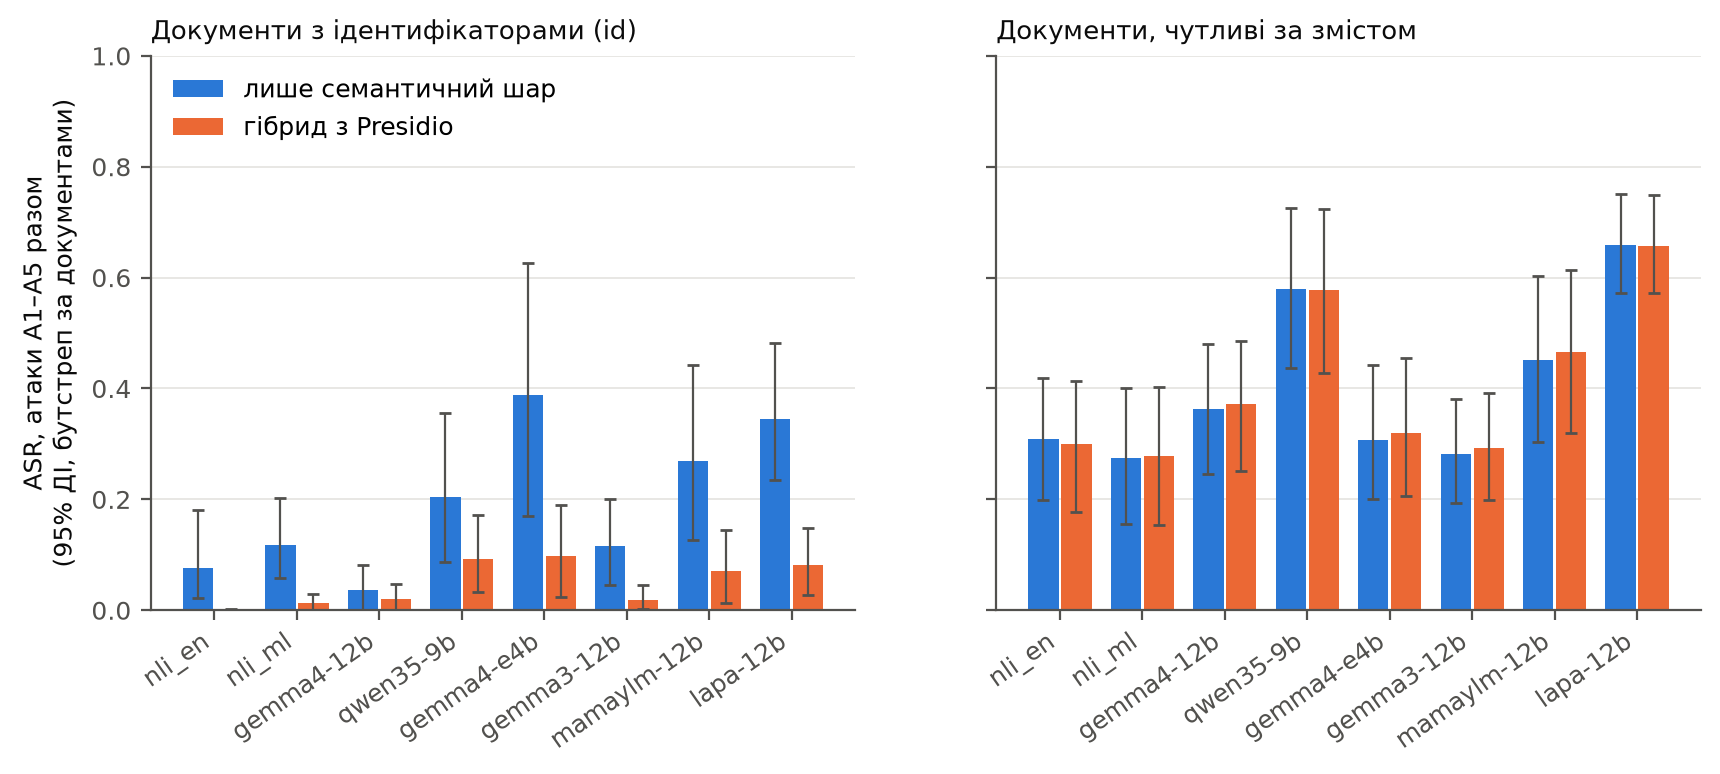 Документи з ідентифікаторами (id)
лише семантичний шар
гібрид з Presidio
ASR, атаки A1–A5 разом
(95% ДІ, бутстреп за документами)
1.0
0.8
0.6
0.4
0.2
0.0
nli_en
nli_ml
gemma4-12b
qwen35-9b
gemma4-e4b
gemma3-12b
mamaylm-12b
lapa-12b
Документи, чутливі за змістом
nli_en
nli_ml
gemma4-12b
qwen35-9b
gemma4-e4b
gemma3-12b
mamaylm-12b
lapa-12b